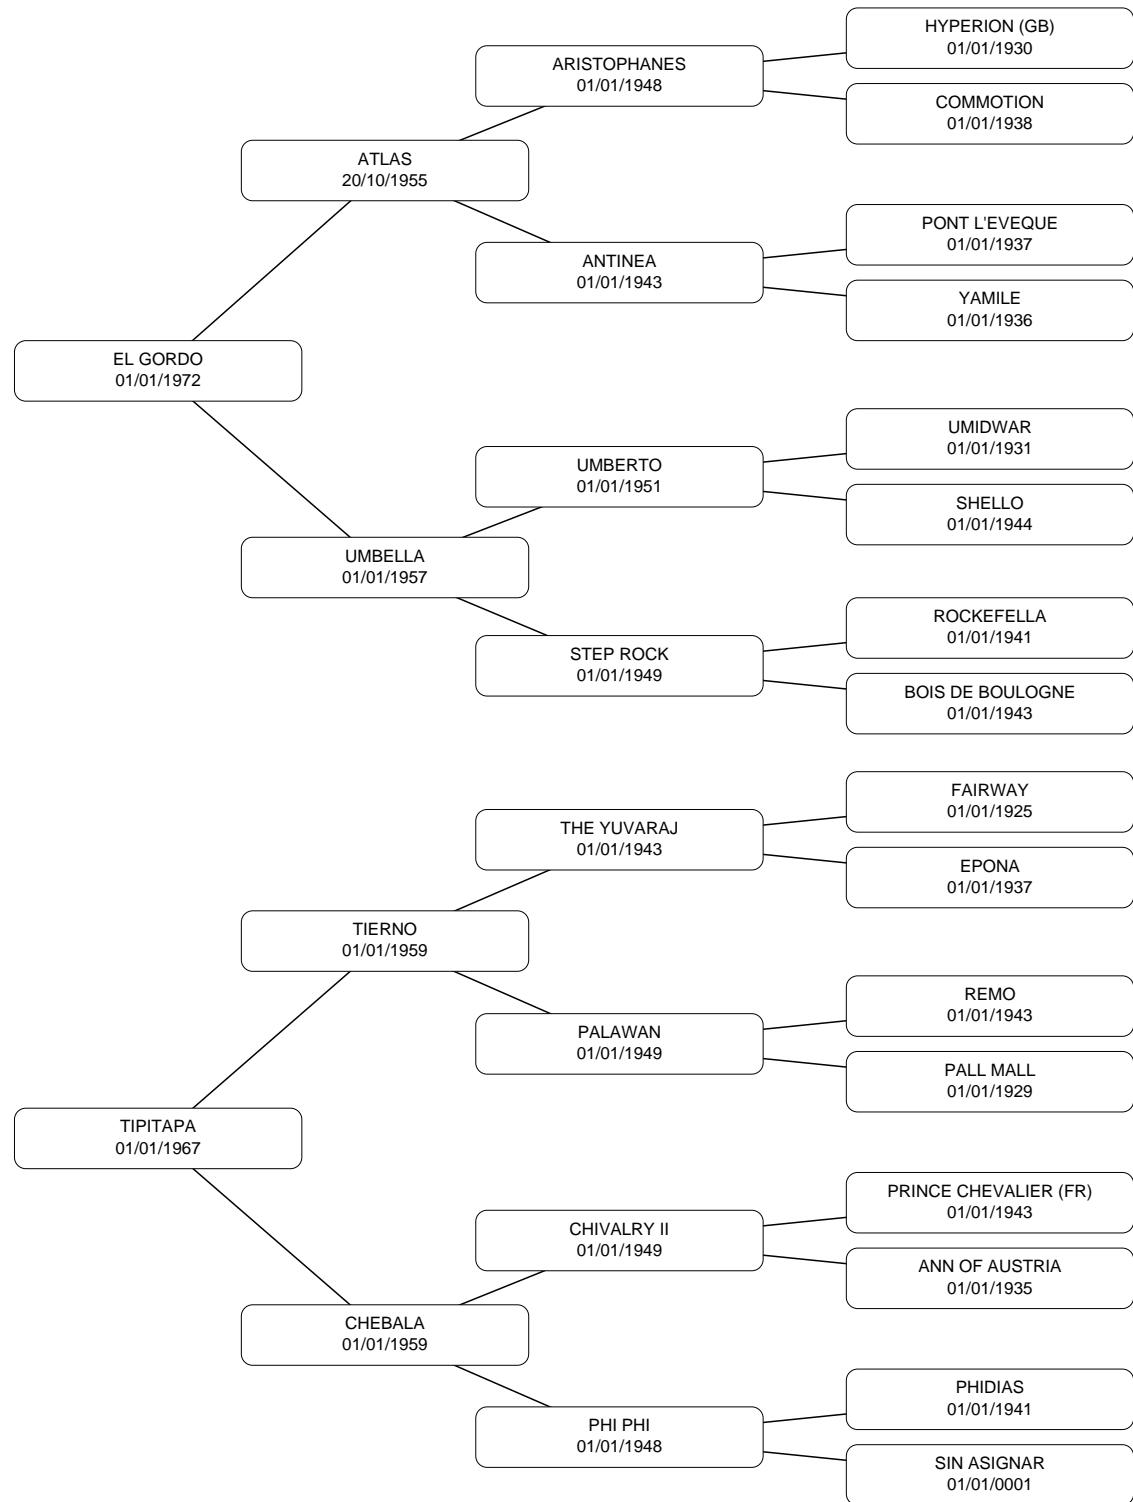 HYPERION (GB)
01/01/1930
ARISTOPHANES
01/01/1948
COMMOTION
01/01/1938
ATLAS
20/10/1955
PONT L'EVEQUE
01/01/1937
ANTINEA
01/01/1943
YAMILE
01/01/1936
EL GORDO
01/01/1972
UMIDWAR
01/01/1931
UMBERTO
01/01/1951
SHELLO
01/01/1944
UMBELLA
01/01/1957
ROCKEFELLA
01/01/1941
STEP ROCK
01/01/1949
BOIS DE BOULOGNE
01/01/1943
FAIRWAY
01/01/1925
THE YUVARAJ
01/01/1943
EPONA
01/01/1937
TIERNO
01/01/1959
REMO
01/01/1943
PALAWAN
01/01/1949
PALL MALL
01/01/1929
TIPITAPA
01/01/1967
PRINCE CHEVALIER (FR)
01/01/1943
CHIVALRY II
01/01/1949
ANN OF AUSTRIA
01/01/1935
CHEBALA
01/01/1959
PHIDIAS
01/01/1941
PHI PHI
01/01/1948
SIN ASIGNAR
01/01/0001